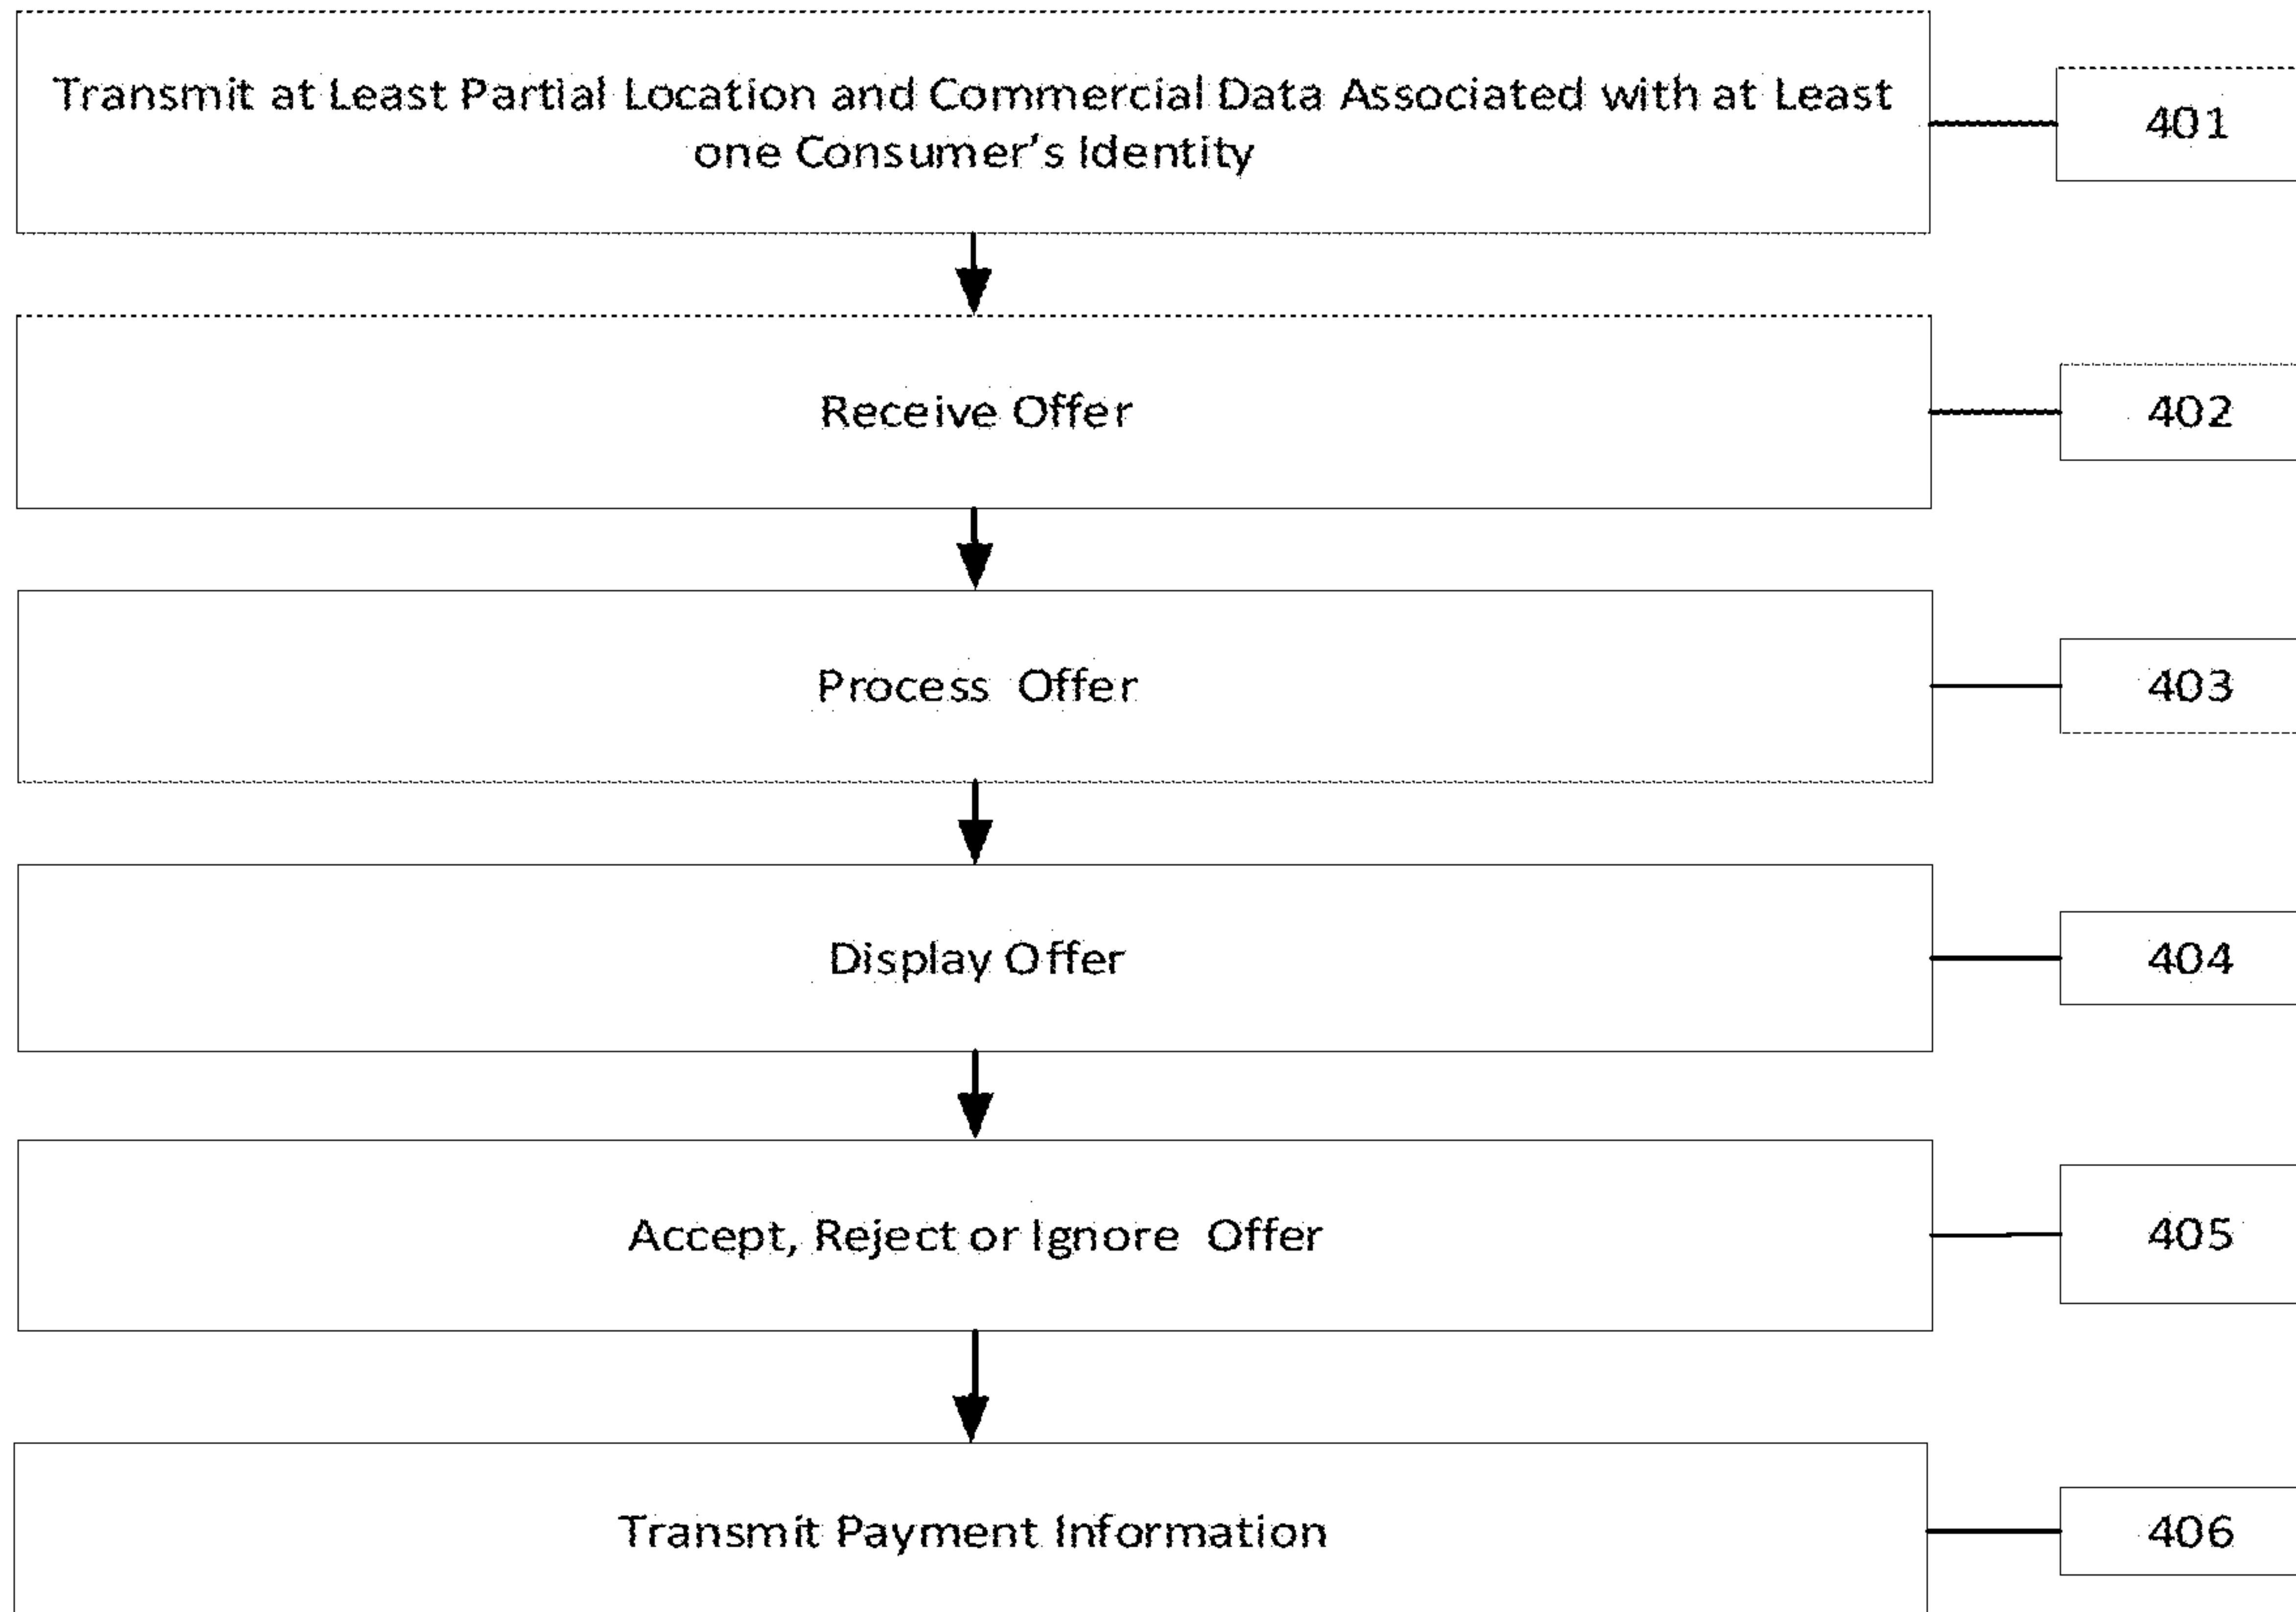 Transmit at Least Partial Location and Commercial Data Associated with at Least
one Consumer's Identity
401
Receive Offer
402
Process Offer
403
Display Offer
404
Accept, Reject or Ignore Offer
405
Transmit Payment Information
406